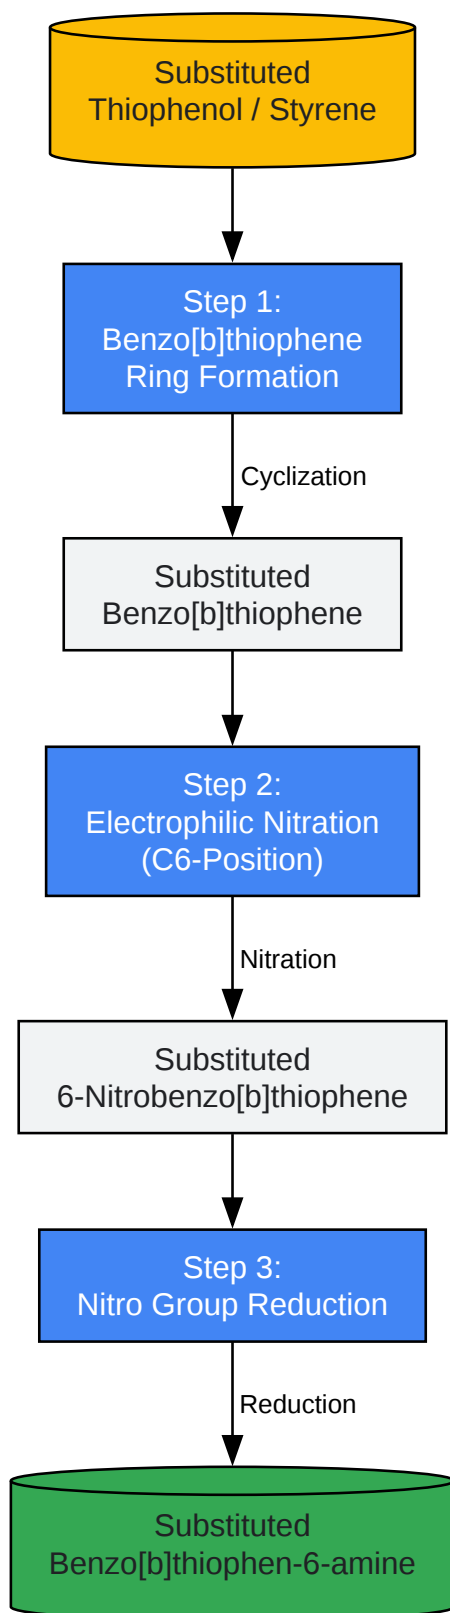 Substituted
Thiophenol / Styrene
Step 1:
Benzo[b]thiophene
Ring Formation
Cyclization
Substituted
Benzo[b]thiophene
Step 2:
Electrophilic Nitration
(C6-Position)
Nitration
Substituted
6-Nitrobenzo[b]thiophene
Step 3:
Nitro Group Reduction
Reduction
Substituted
Benzo[b]thiophen-6-amine